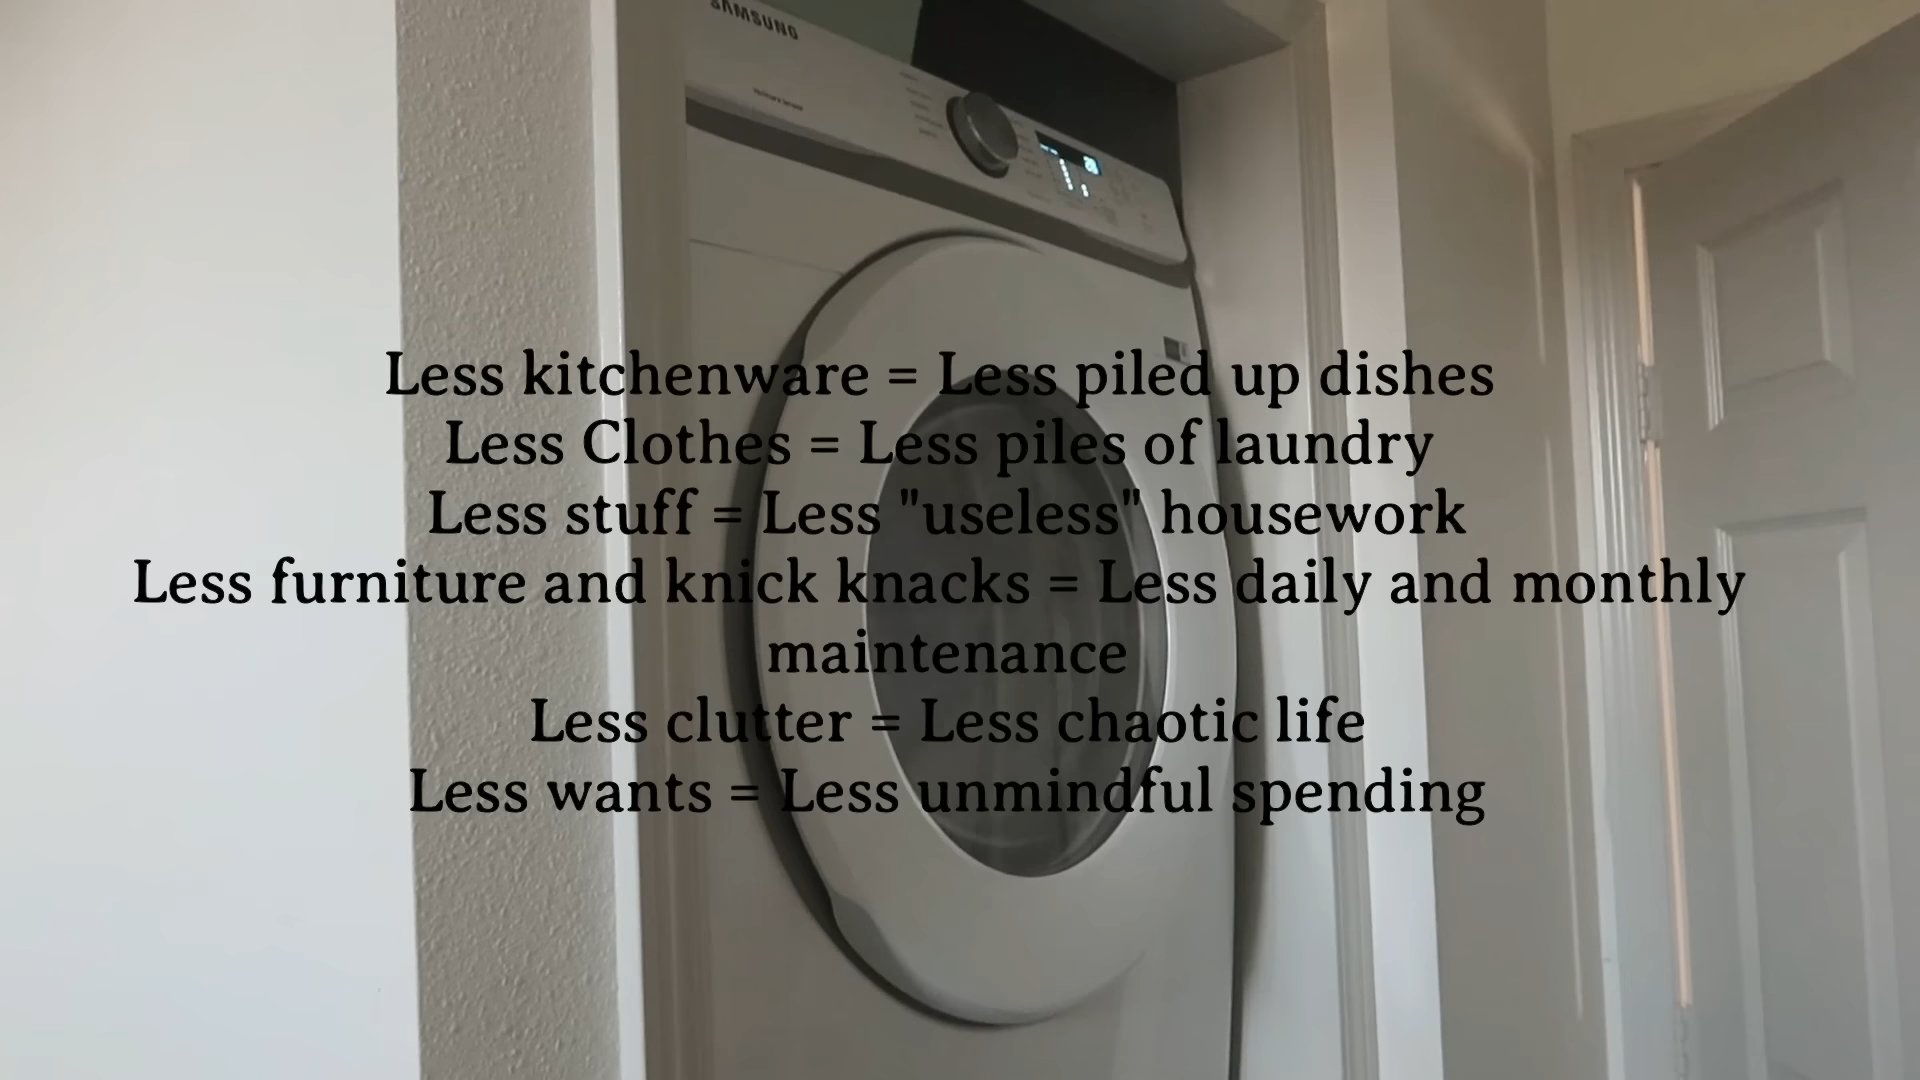 SAMSUNG
Less kitchenware = Less piled up dishes
Less Clothes = Less piles of laundry
Less stuff = Less "useless" housework
Less furniture and knick knacks = Less daily and monthly
maintenance
Less clutter = Less chaotic life
Less wants = Less unmindful spending